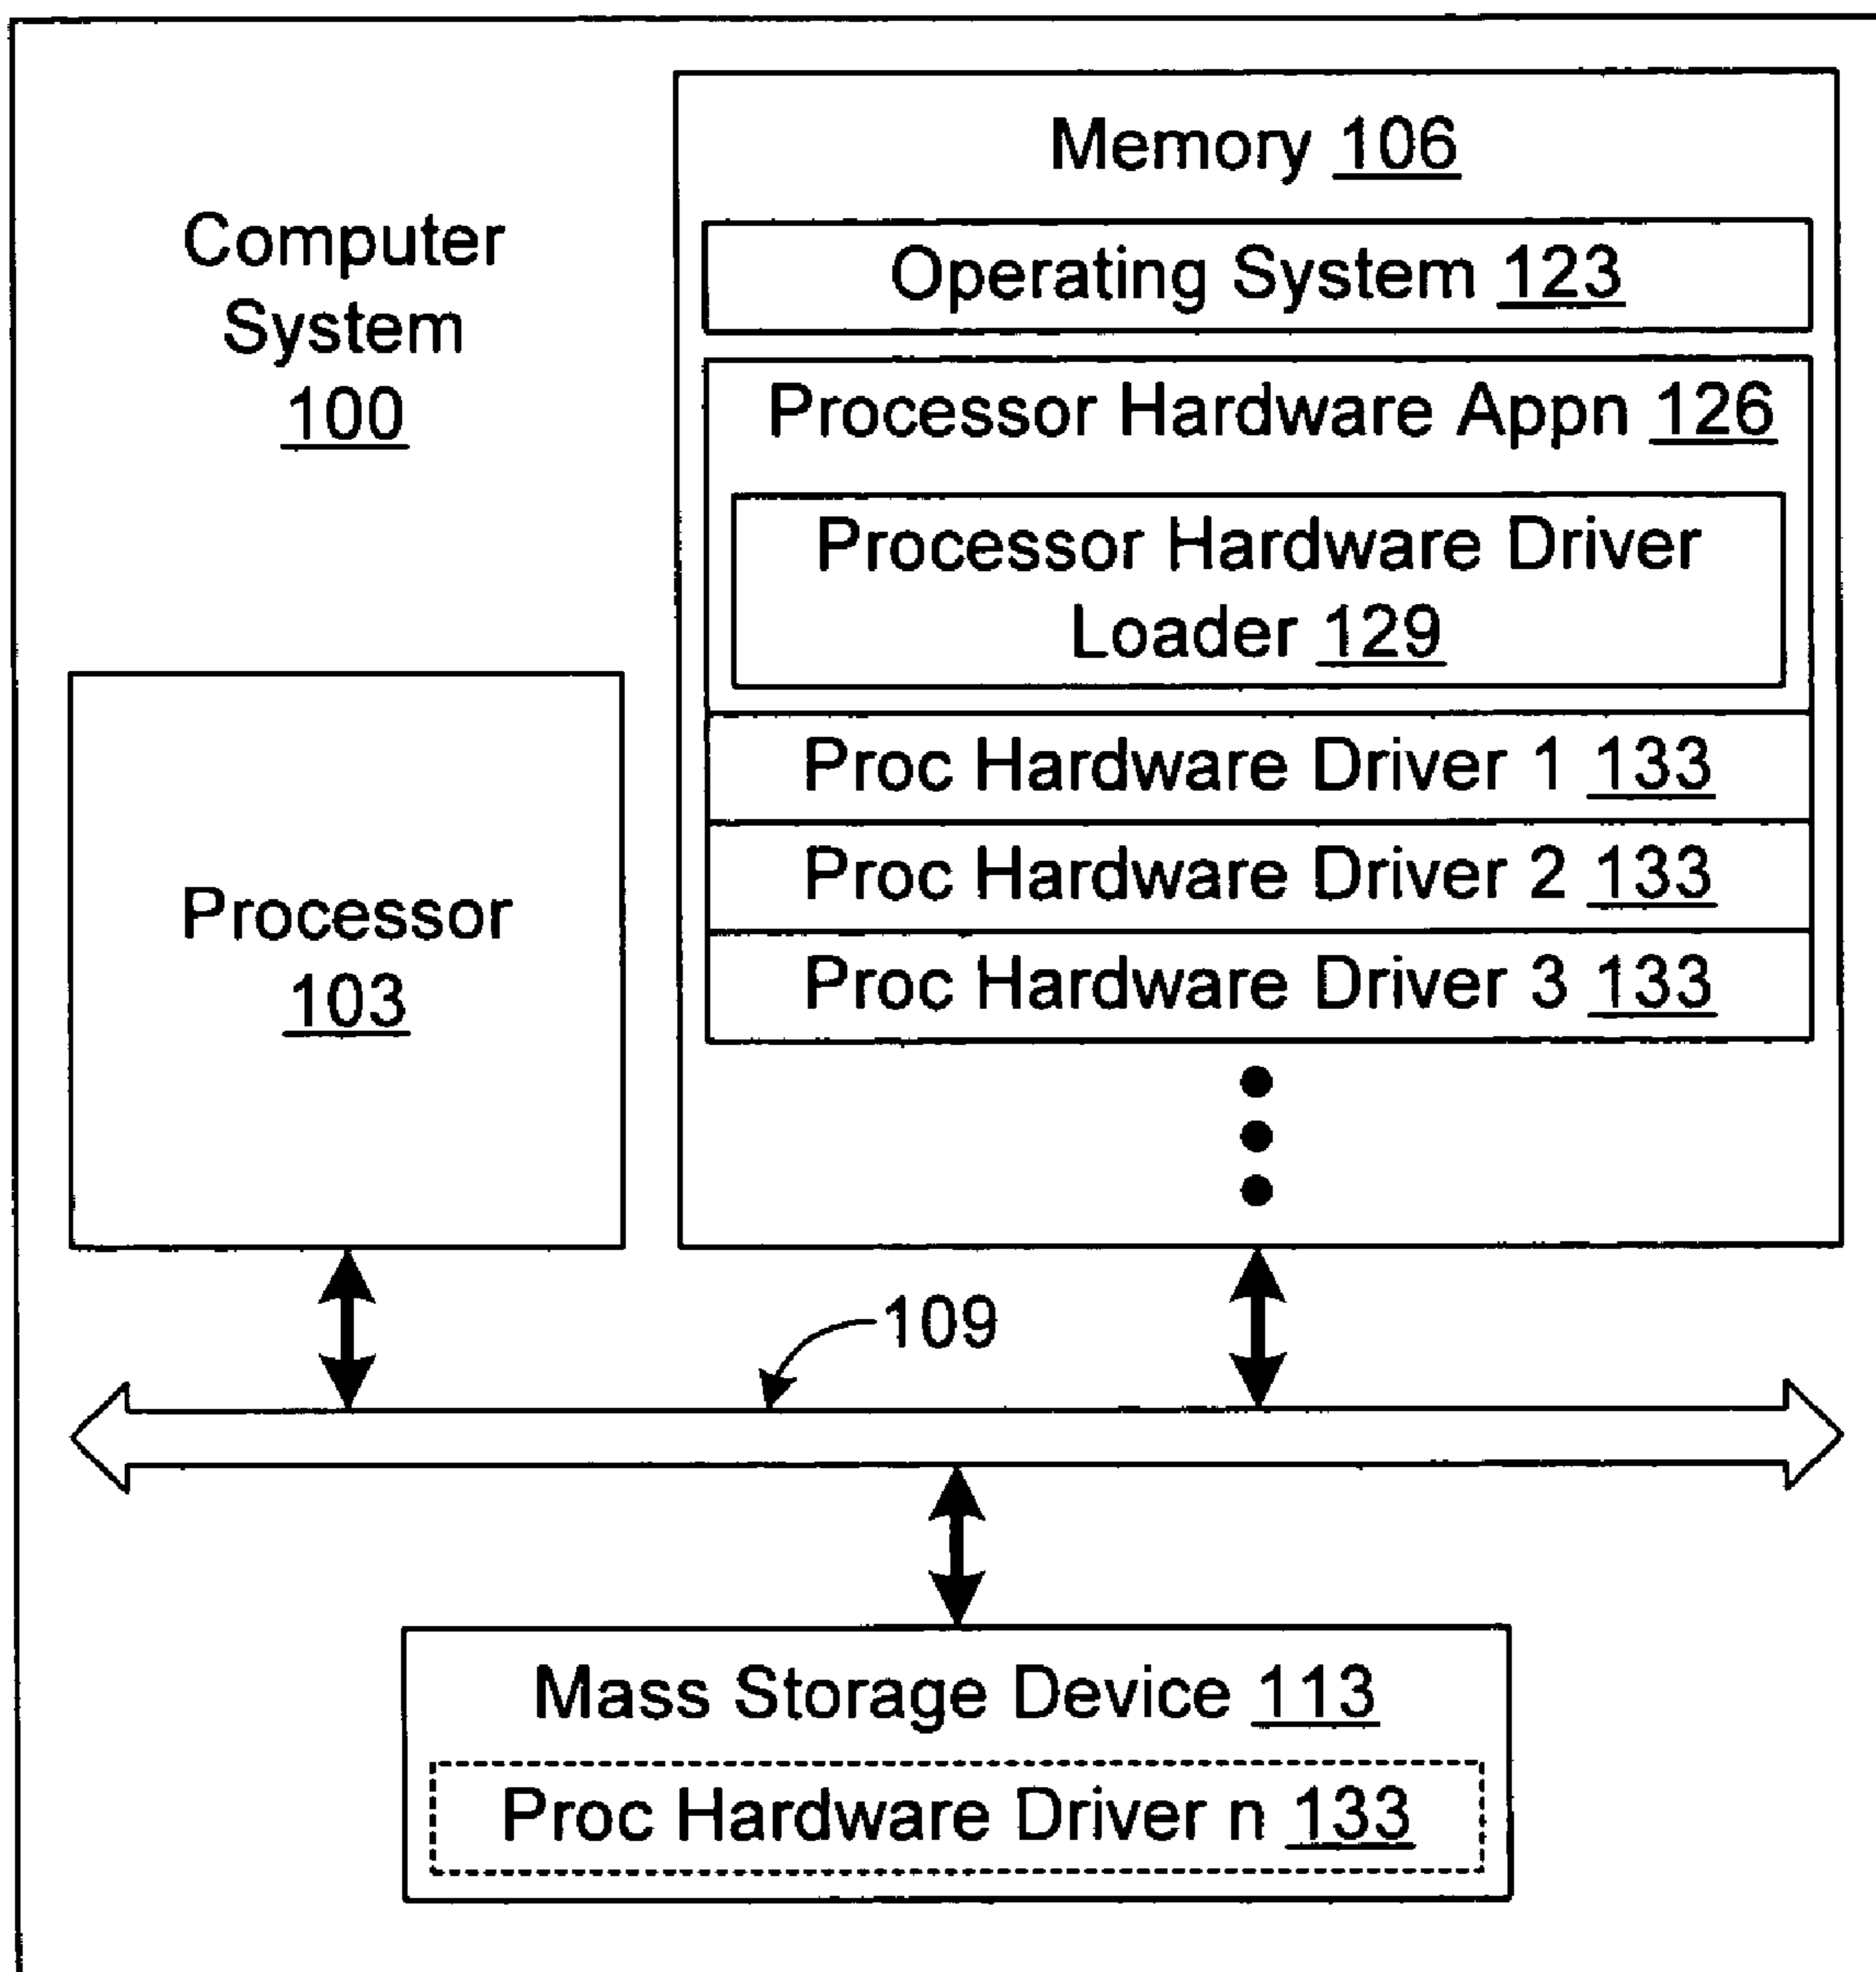 Computer
System
100
Memory 106
Operating System 123
Processor Hardware Appn 126
Processor Hardware Driver
Loader 129
Proc Hardware Driver 1 133
Proc Hardware Driver 2 133
Proc Hardware Driver 3 133
Processor
103
109
Mass Storage Device 113
Proc Hardware Driver n 133